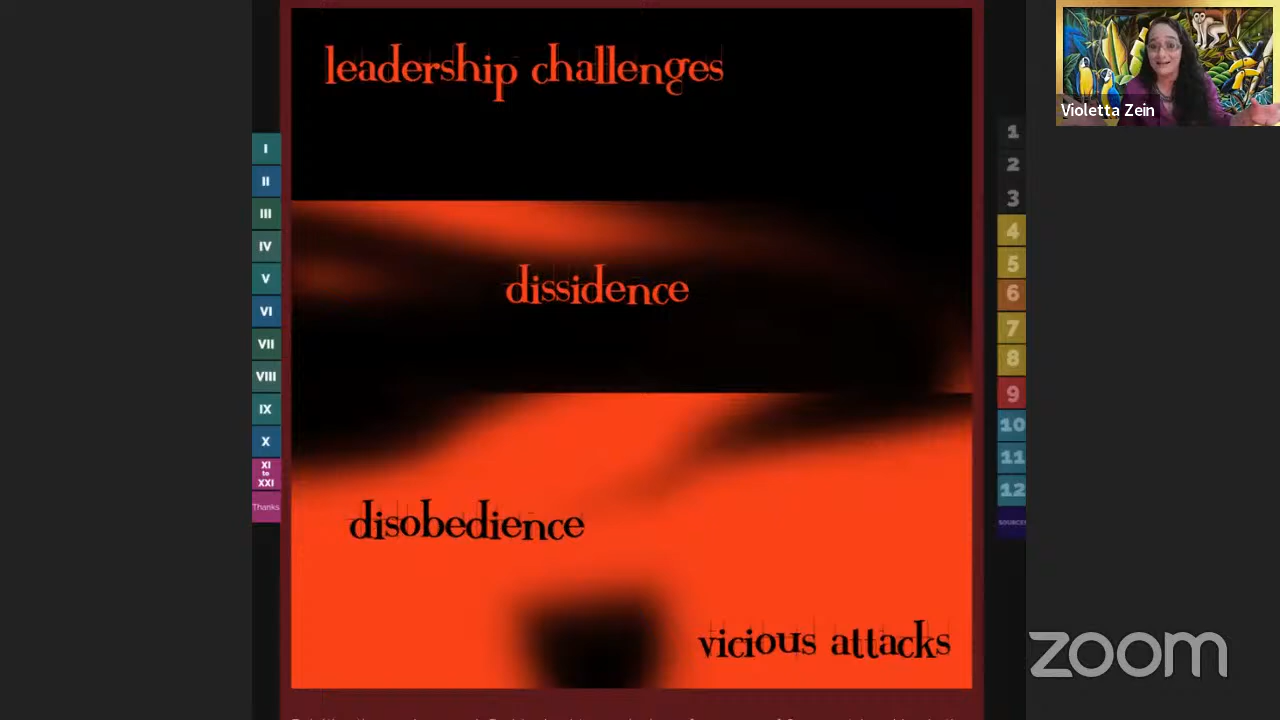 leadership challenges
dissidence
disobedience
vicious attacks
I
II
III
IV
V
VI
VII
VIII
IX
X
XI
to
XXI
Thanks
1
2
3
4
5
6
7
8
9
10
11
12
Violetta Zein
zoom